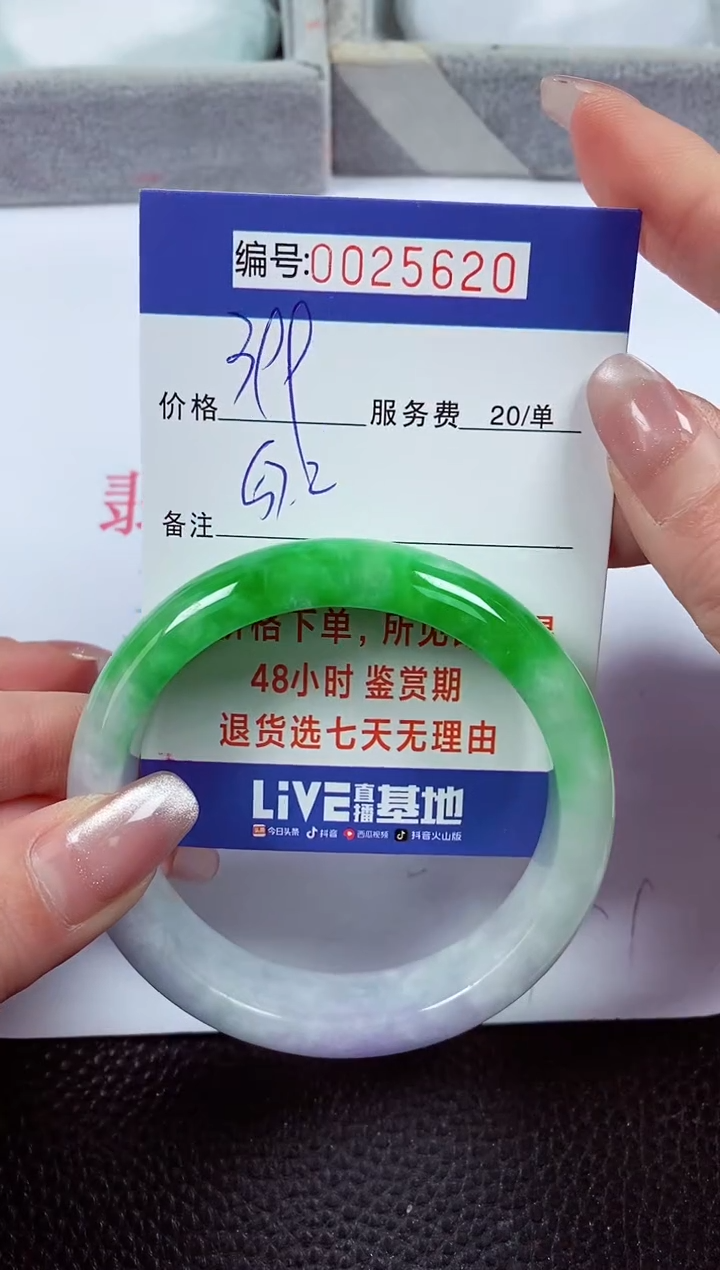 编号:0025620
价格 服务费 20/单
备注
价格下单，所见
48小时 鉴赏期
退货选七天无理由
LiVE直播基地
今日头条 抖音 西瓜视频 抖音火山版